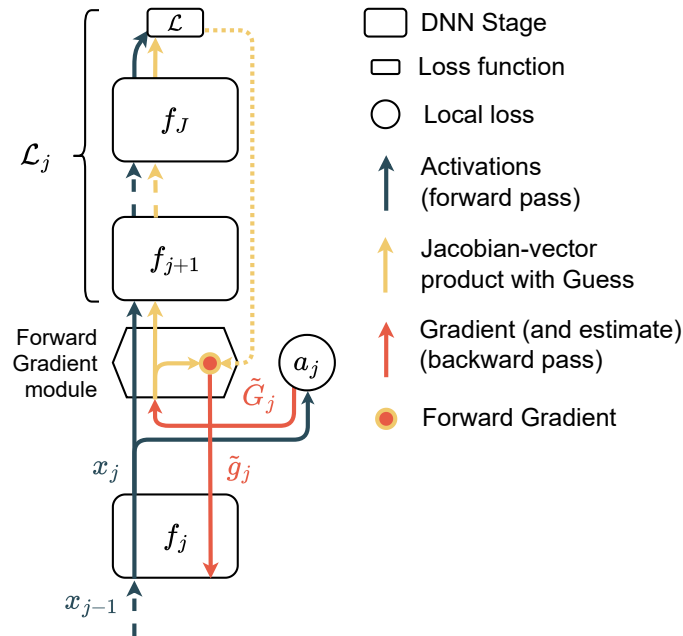 ℒ
f_J
ℒ_j
f_{j+1}
Forward
Gradient
module
a_j
G̃_j
x_j
g̃_j
f_j
x_{j−1}
DNN Stage
Loss function
Local loss
Activations
(forward pass)
Jacobian-vector
product with Guess
Gradient (and estimate)
(backward pass)
Forward Gradient